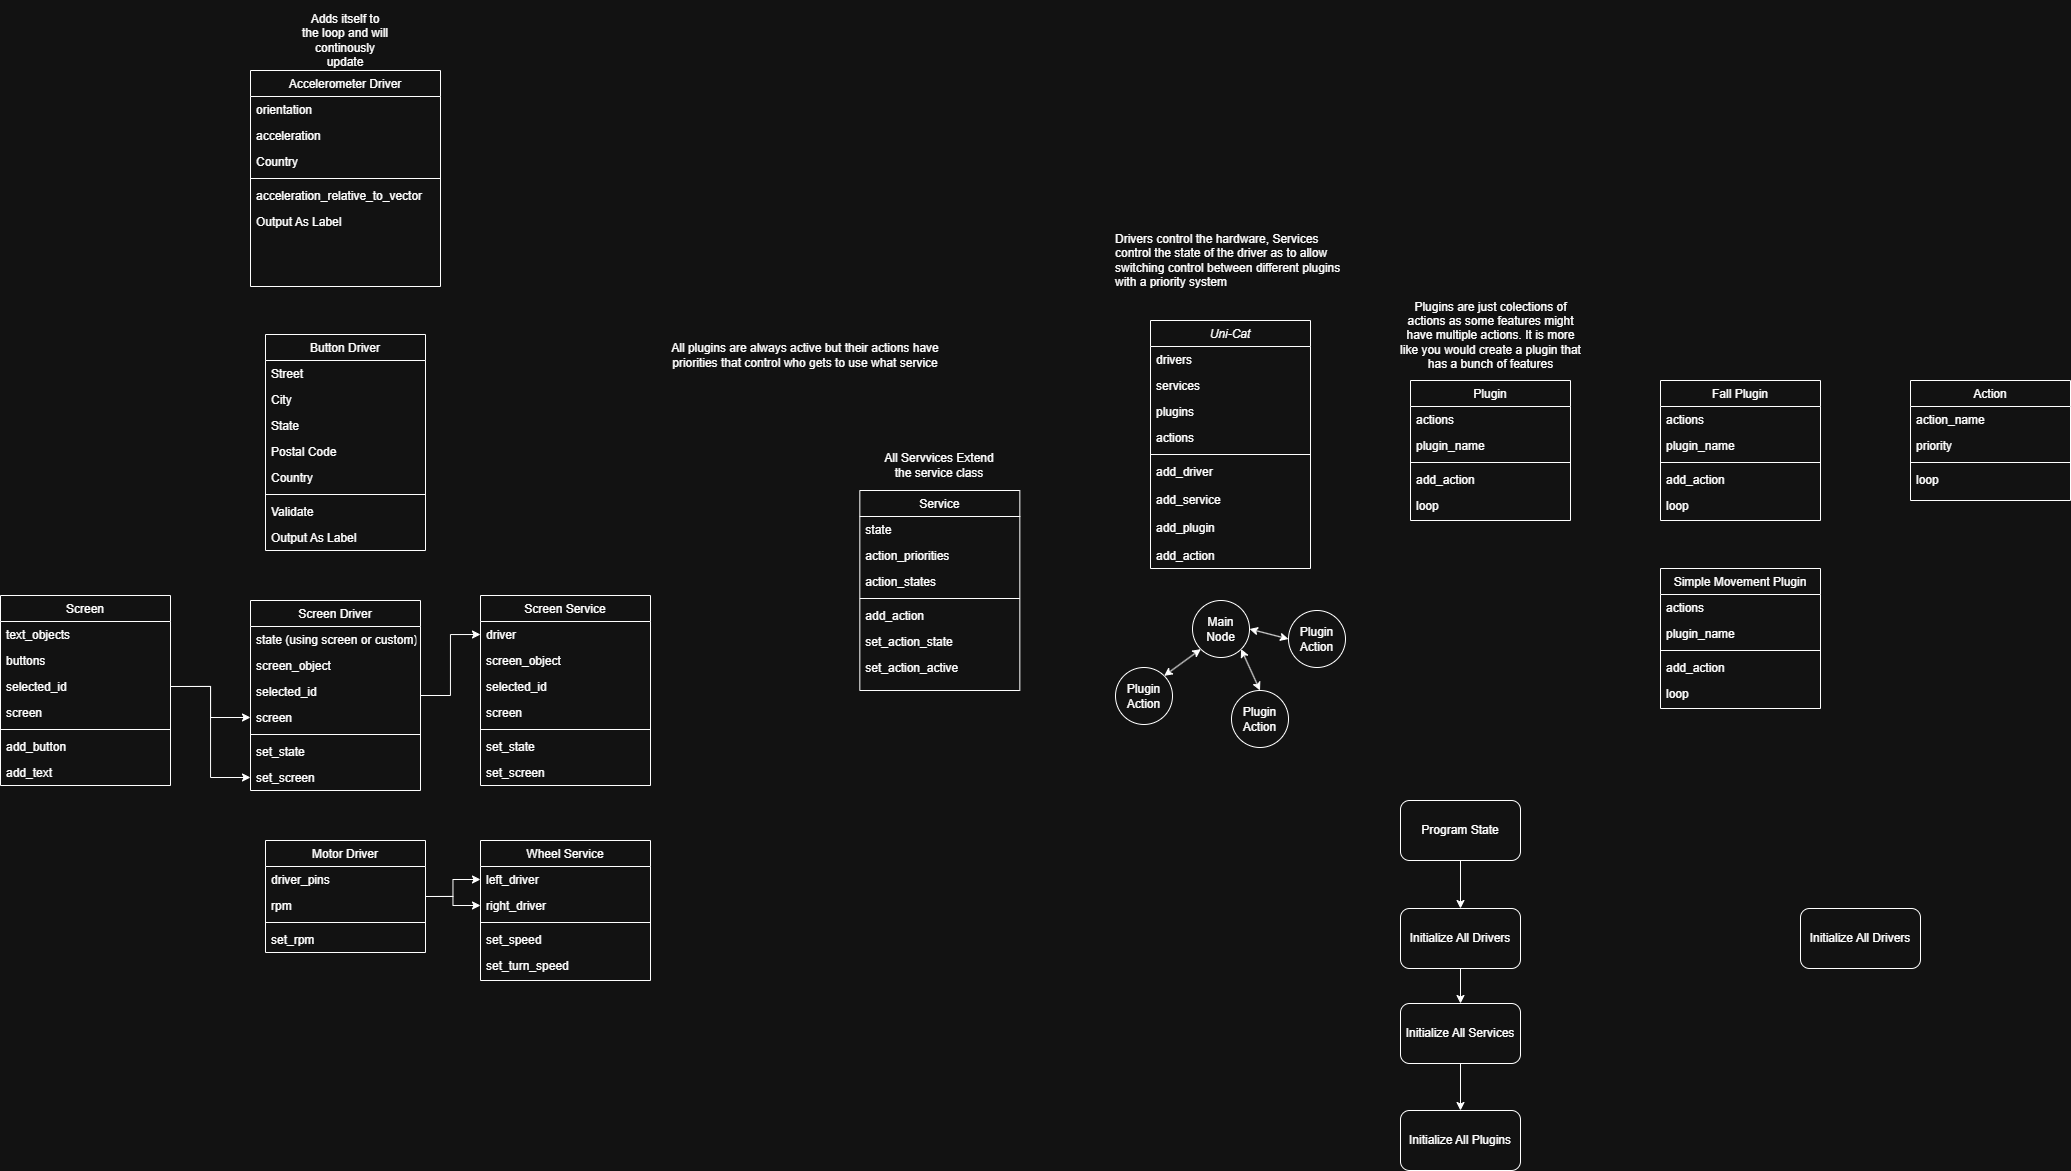 Adds itself to
the loop and will
continously
update
Accelerometer Driver
orientation
acceleration
Country
acceleration_relative_to_vector
Output As Label
Button Driver
Street
City
State
Postal Code
Country
Validate
Output As Label
Screen
text_objects
buttons
selected_id
screen
add_button
add_text
Screen Driver
state (using screen or custom)
screen_object
selected_id
screen
set_state
set_screen
Screen Service
driver
screen_object
selected_id
screen
set_state
set_screen
Motor Driver
driver_pins
rpm
set_rpm
Wheel Service
left_driver
right_driver
set_speed
set_turn_speed
All plugins are always active but their actions have
priorities that control who gets to use what service
All Servvices Extend
the service class
Service
state
action_priorities
action_states
add_action
set_action_state
set_action_active
Drivers control the hardware, Services
control the state of the driver as to allow
switching control between different plugins
with a priority system
Uni-Cat
drivers
services
plugins
actions
add_driver
add_service
add_plugin
add_action
Main
Node
Plugin
Action
Plugin
Action
Plugin
Action
Plugins are just colections of
actions as some features might
have multiple actions. It is more
like you would create a plugin that
has a bunch of features
Plugin
actions
plugin_name
add_action
loop
Fall Plugin
actions
plugin_name
add_action
loop
Action
action_name
priority
loop
Simple Movement Plugin
actions
plugin_name
add_action
loop
Program State
Initialize All Drivers
Initialize All Services
Initialize All Plugins
Initialize All Drivers